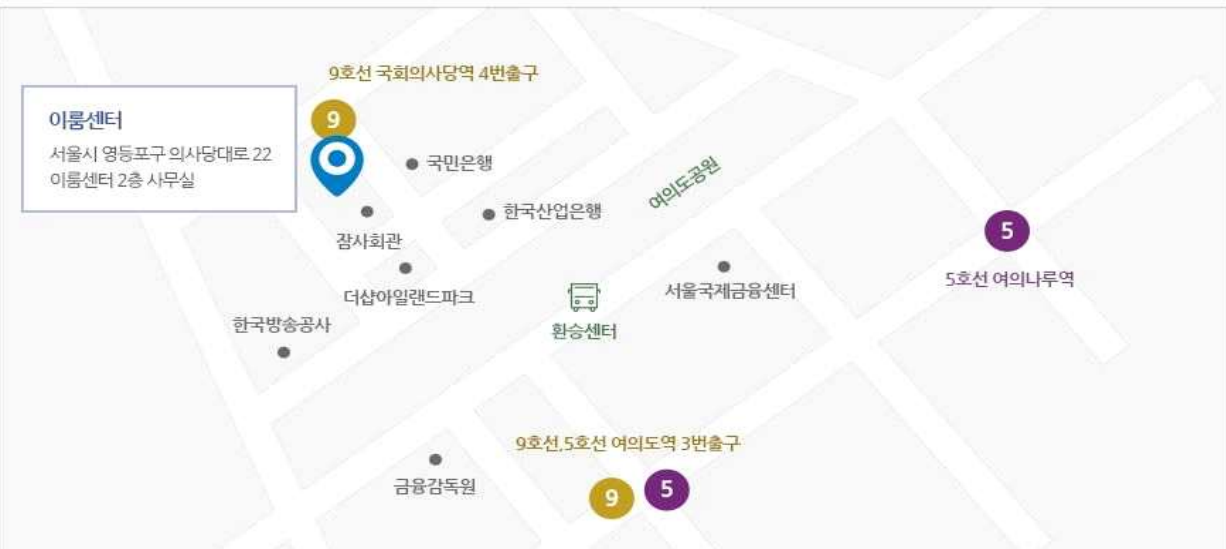 9호선 국회의사당역 4번출구
이룸센터
서울시 영등포구 의사당대로 22
이룸센터 2층 사무실
9
국민은행
여의도공원
한국산업은행
잠사회관
5
5호선 여의나루역
더샵아일랜드파크
서울국제금융센터
한국방송공사
환승센터
9호선,5호선 여의도역 3번출구
금융감독원
9
5